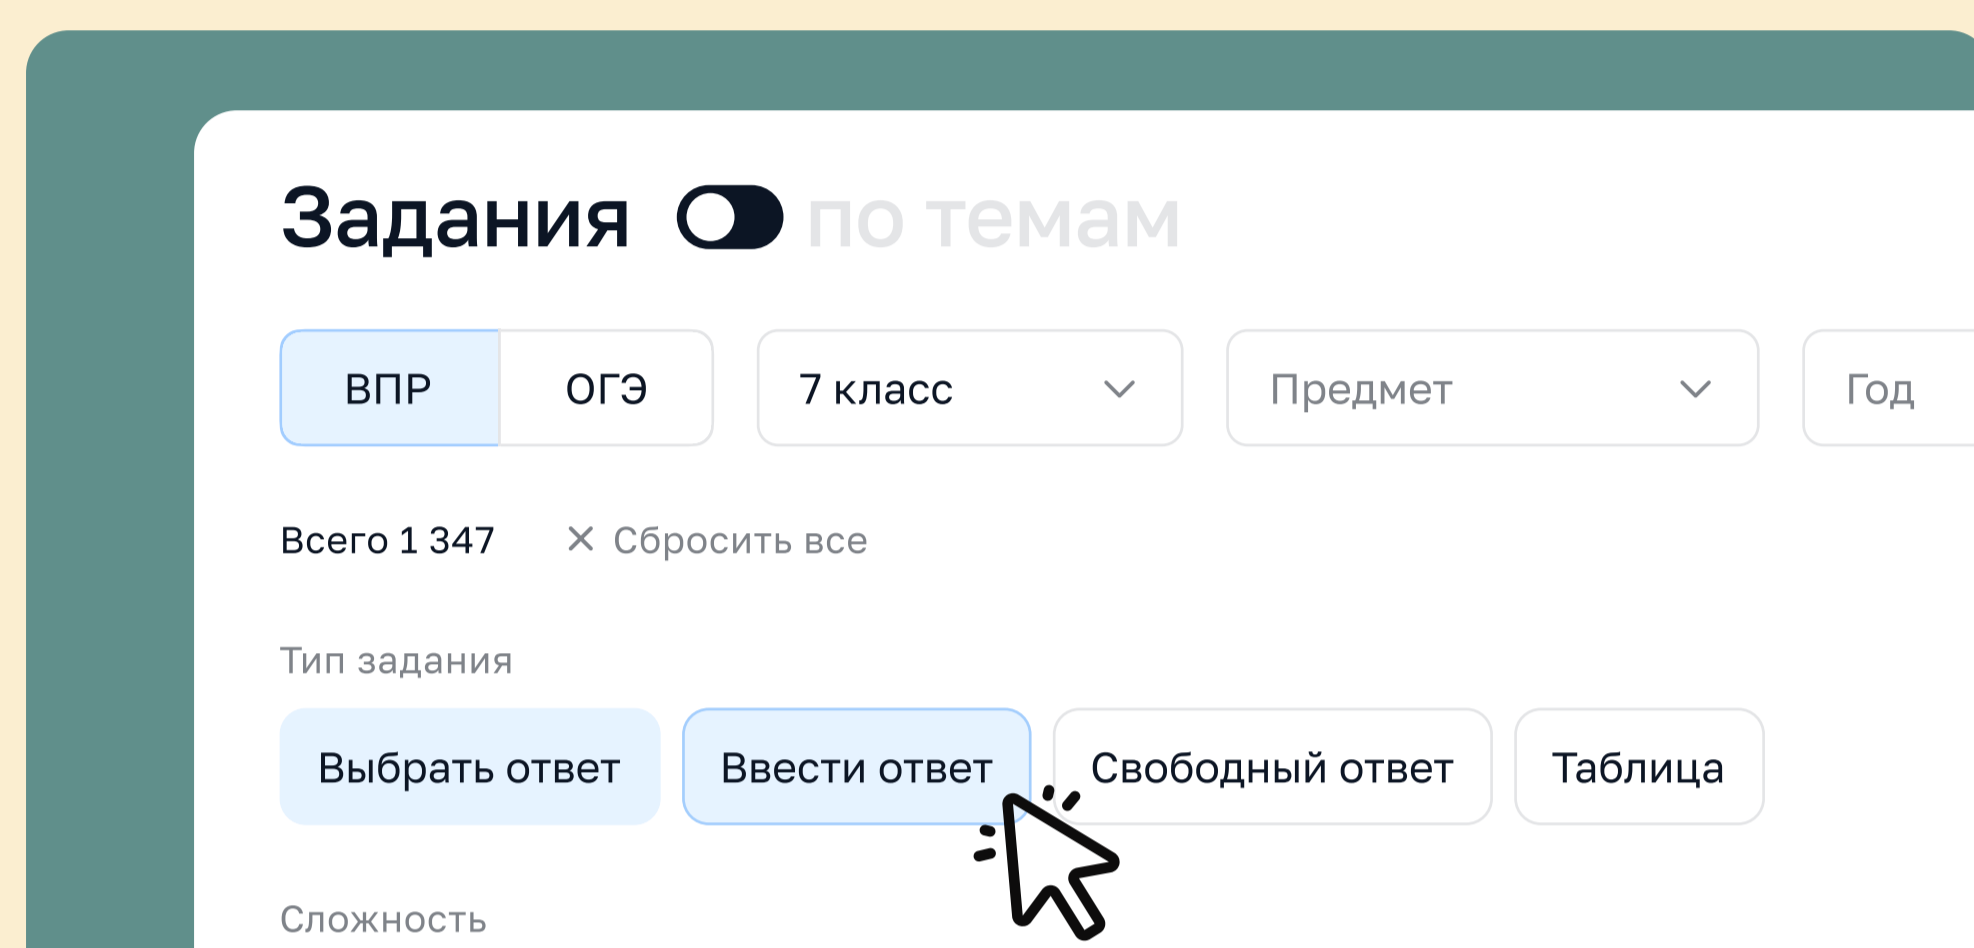 Задания по темам
ВПР ОГЭ 7 класс Предмет Год
Всего 1 347 Сбросить все
Тип задания
Выбрать ответ Ввести ответ Свободный ответ Таблица
Сложность